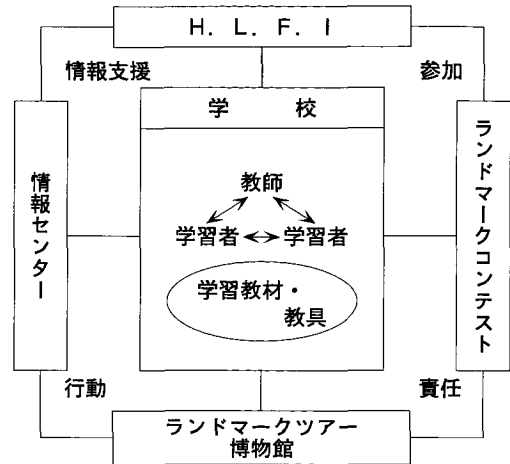 H. L. F. I
情報支援
参加
学 校
情報センター
ランドマークコンテスト
教師
学習者
学習者
学習教材・
教具
行動
責任
ランドマークツアー
博物館